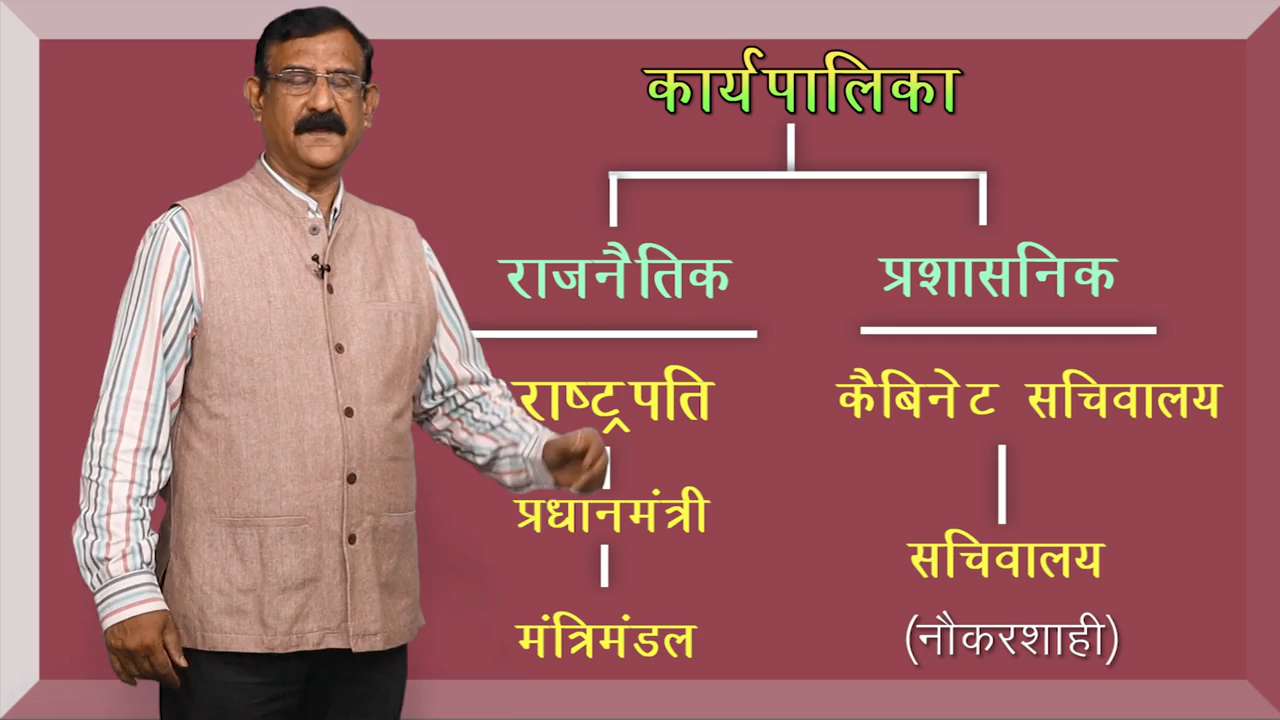 कार्यपालिका
राजनैतिक
प्रशासनिक
राष्ट्रपति
कैबिनेट सचिवालय
प्रधानमंत्री
सचिवालय
मंत्रिमंडल
(नौकरशाही)